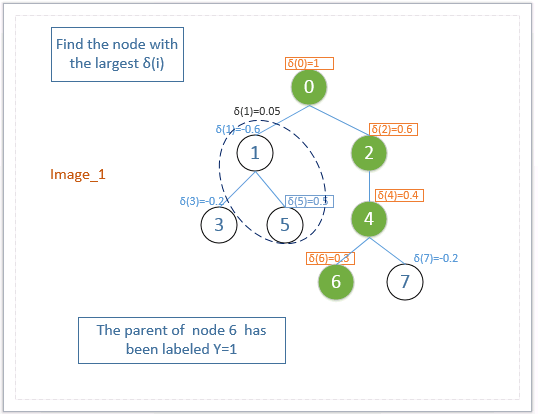 Find the node with
the largest δ(i)
δ(0)=1
0
δ(1)=0.05
δ(1)=-0.6
δ(2)=0.6
1
2
Image_1
δ(3)=-0.2
δ(5)=0.5
δ(4)=0.4
3
5
4
δ(6)=0.3
δ(7)=-0.2
6
7
The parent of node 6 has
been labeled Y=1